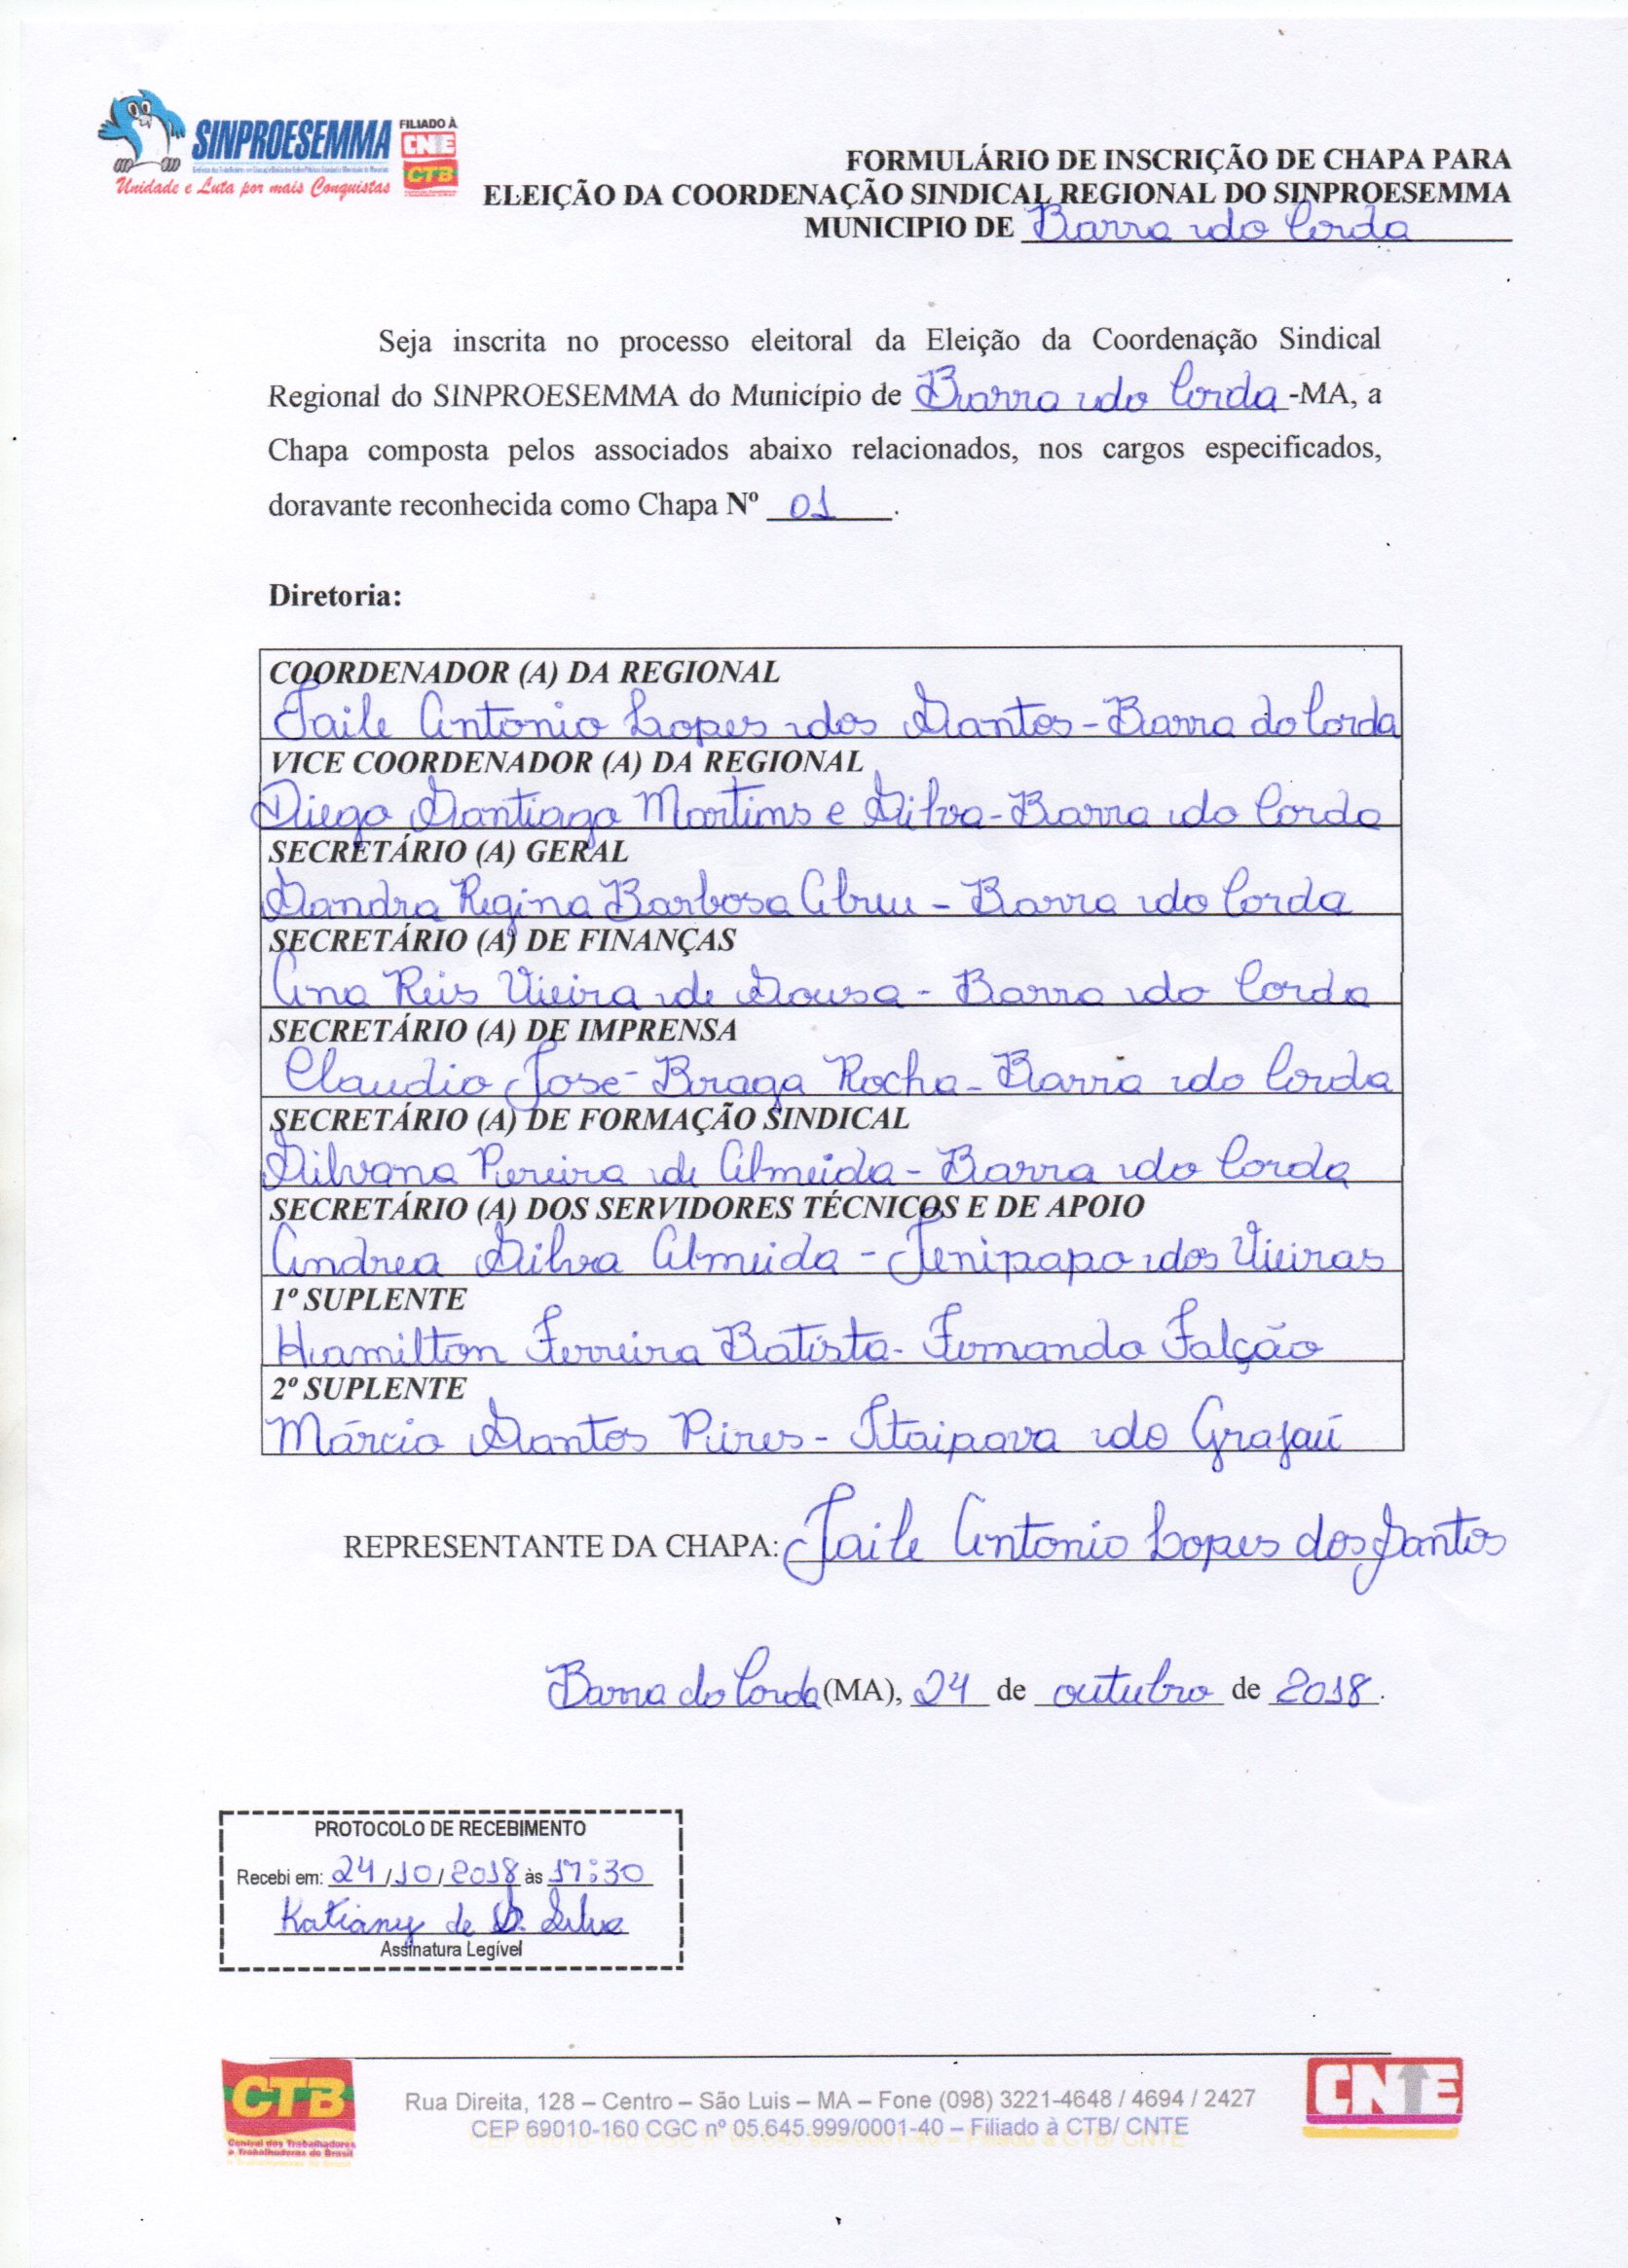 SINPROESEMMA
FILIADO À
CNTE
CTB
Unidade e Luta por mais Conquistas
FORMULÁRIO DE INSCRIÇÃO DE CHAPA PARA
ELEIÇÃO DA COORDENAÇÃO SINDICAL REGIONAL DO SINPROESEMMA
MUNICIPIO DE Barra do Corda
Seja inscrita no processo eleitoral da Eleição da Coordenação Sindical
Regional do SINPROESEMMA do Município de Barra do Corda-MA, a
Chapa composta pelos associados abaixo relacionados, nos cargos especificados,
doravante reconhecida como Chapa Nº 01.
Diretoria:
COORDENADOR (A) DA REGIONAL
Jaile Antonio Lopes dos Santos-Barra do Corda
VICE COORDENADOR (A) DA REGIONAL
Diego Santiago Martins e Silva-Barra do Corda
SECRETÁRIO (A) GERAL
Sandra Regina Barbosa Abreu - Barra do Corda
SECRETÁRIO (A) DE FINANÇAS
Ana Reis Vieira de Sousa - Barra do Corda
SECRETÁRIO (A) DE IMPRENSA
Claudio José Braga Rocha-Barra do Corda
SECRETÁRIO (A) DE FORMAÇÃO SINDICAL
Silvana Pereira de Almeida-Barra do Corda
SECRETÁRIO (A) DOS SERVIDORES TÉCNICOS E DE APOIO
Andrea Silva Almeida - Jenipapo dos Vieiras
1º SUPLENTE
Hamilton Ferreira Batista- Fernando Falcão
2º SUPLENTE
Márcio Santos Pires- Itaipava do Grajaú
REPRESENTANTE DA CHAPA: Jaile Antonio Lopes dos Santos
Barra do Corda (MA), 24 de outubro de 2018.
PROTOCOLO DE RECEBIMENTO
Recebi em: 24/10/2018 às 17:30
Katiany de S. Silva
Assinatura Legível
CTB
Central dos Trabalhadores
e Trabalhadoras do Brasil
Rua Direita, 128 – Centro – São Luis – MA – Fone (098) 3221-4648 / 4694 / 2427
CEP 69010-160 CGC nº 05.645.999/0001-40 – Filiado à CTB/ CNTE
CNTE